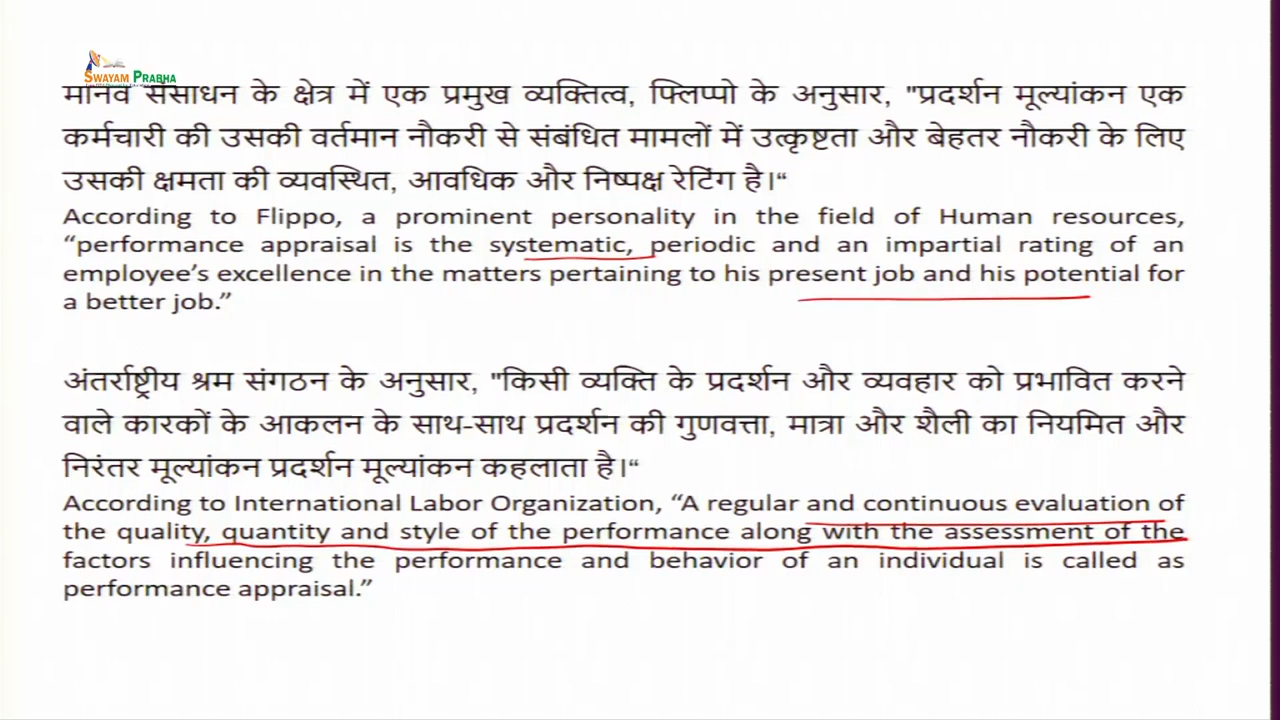 SWAYAM PRABHA
मानव संसाधन के क्षेत्र में एक प्रमुख व्यक्तित्व, फ्लिप्पो के अनुसार, "प्रदर्शन मूल्यांकन एक
कर्मचारी की उसकी वर्तमान नौकरी से संबंधित मामलों में उत्कृष्टता और बेहतर नौकरी के लिए
उसकी क्षमता की व्यवस्थित, आवधिक और निष्पक्ष रेटिंग है।“
According to Flippo, a prominent personality in the field of Human resources,
“performance appraisal is the systematic, periodic and an impartial rating of an
employee’s excellence in the matters pertaining to his present job and his potential for
a better job.”
अंतर्राष्ट्रीय श्रम संगठन के अनुसार, "किसी व्यक्ति के प्रदर्शन और व्यवहार को प्रभावित करने
वाले कारकों के आकलन के साथ-साथ प्रदर्शन की गुणवत्ता, मात्रा और शैली का नियमित और
निरंतर मूल्यांकन प्रदर्शन मूल्यांकन कहलाता है।“
According to International Labor Organization, “A regular and continuous evaluation of
the quality, quantity and style of the performance along with the assessment of the
factors influencing the performance and behavior of an individual is called as
performance appraisal.”